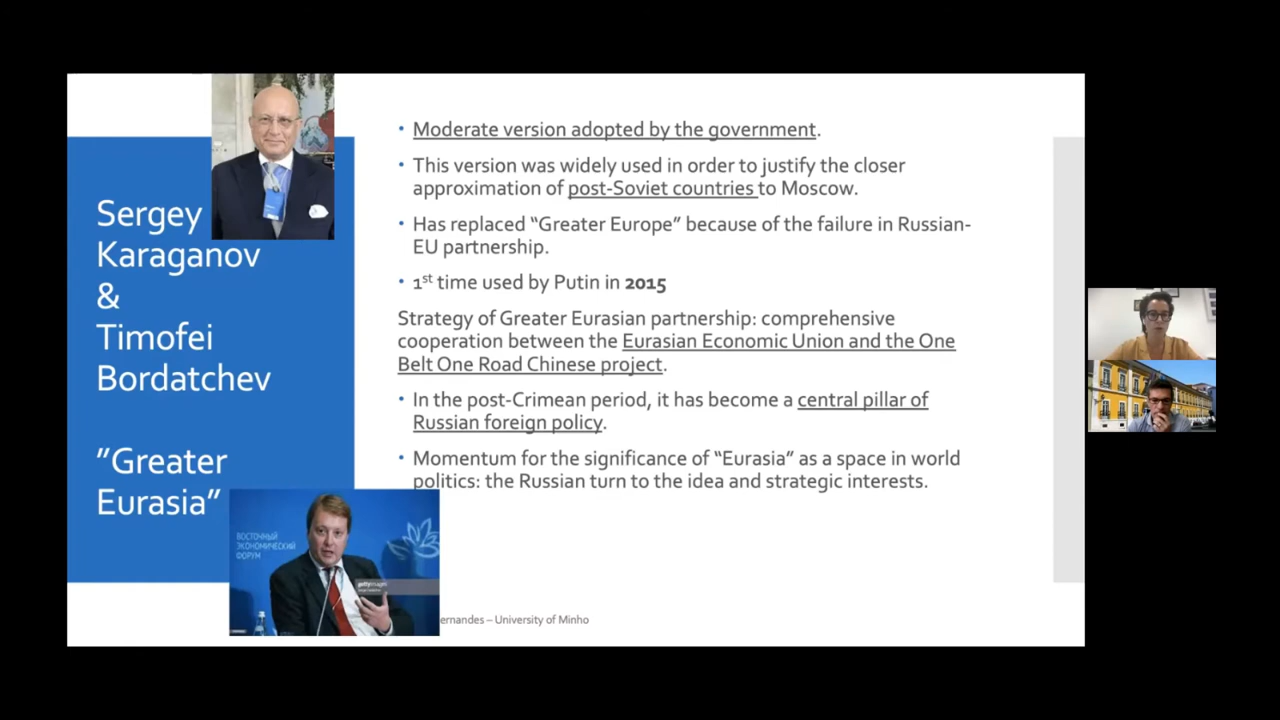 Sergey
Karaganov
&
Timofei
Bordatchev
”Greater
Eurasia”
• Moderate version adopted by the government.
• This version was widely used in order to justify the closer
approximation of post-Soviet countries to Moscow.
• Has replaced “Greater Europe” because of the failure in Russian-
EU partnership.
• 1st time used by Putin in 2015
Strategy of Greater Eurasian partnership: comprehensive
cooperation between the Eurasian Economic Union and the One
Belt One Road Chinese project.
• In the post-Crimean period, it has become a central pillar of
Russian foreign policy.
• Momentum for the significance of “Eurasia” as a space in world
politics: the Russian turn to the idea and strategic interests.
ВОСТОЧНЫЙ
ЭКОНОМИЧЕСКИЙ
ФОРУМ
gettyimages
ernandes – University of Minho